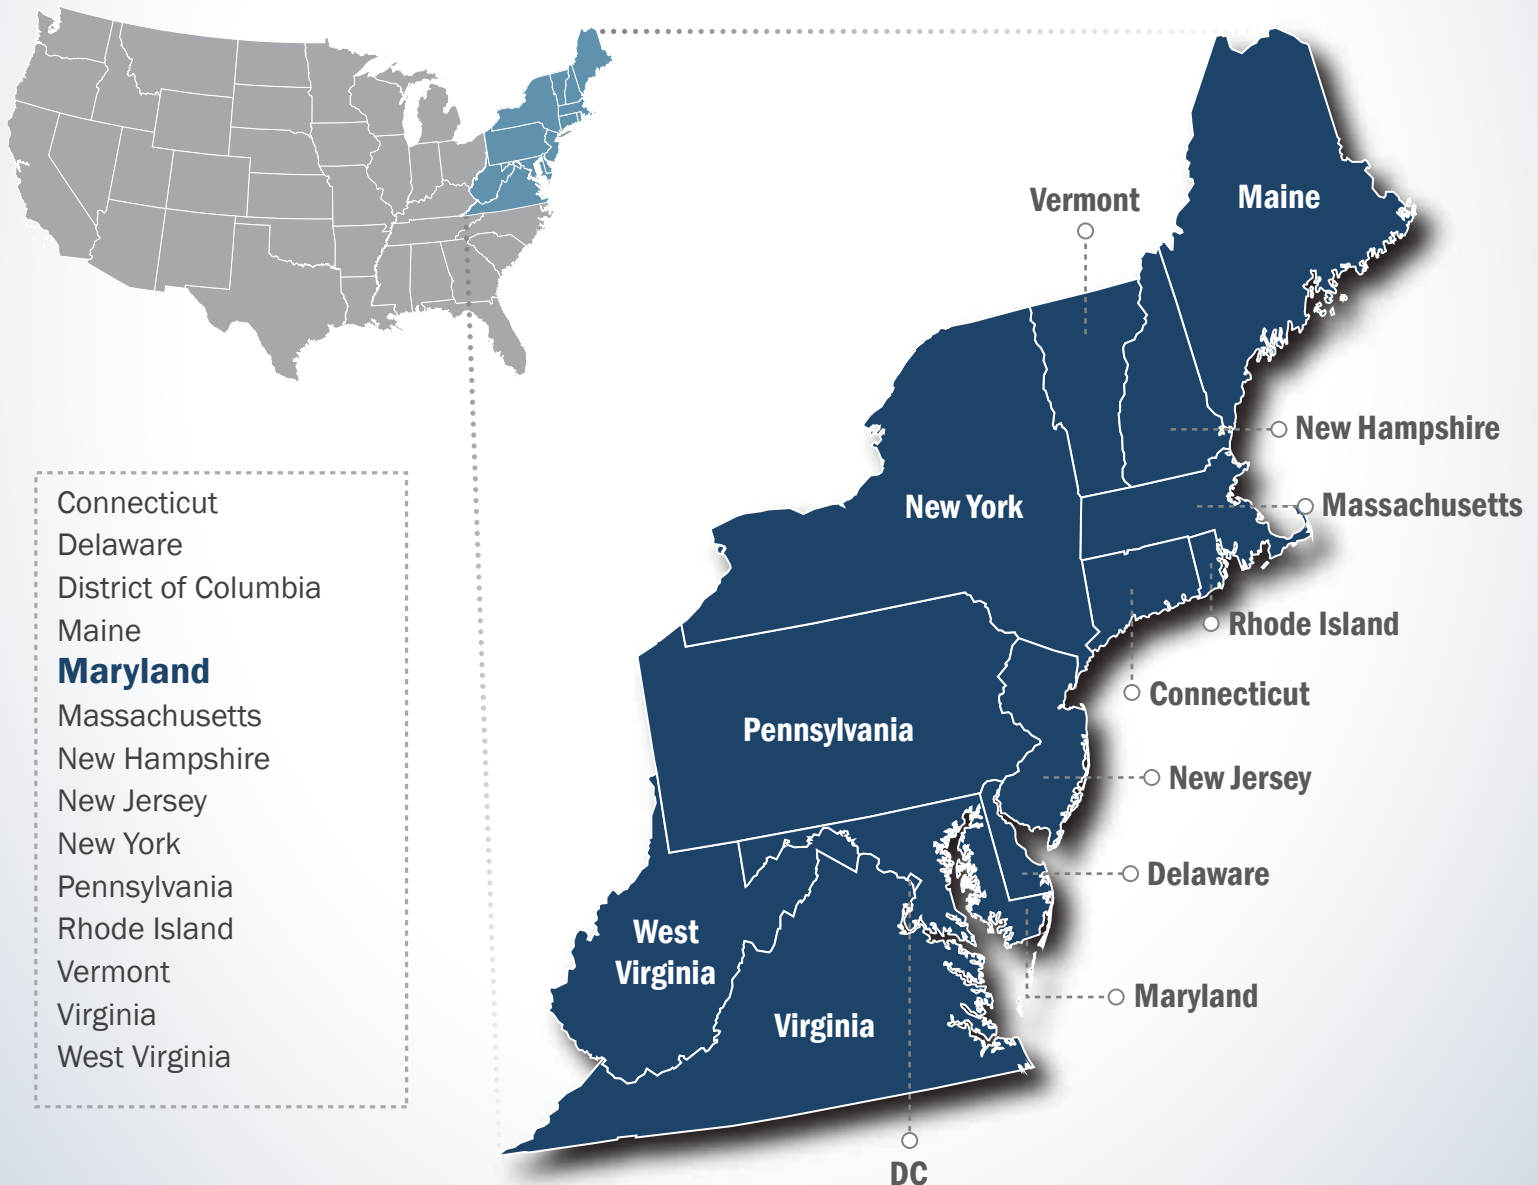 Connecticut
Delaware
District of Columbia
Maine
Maryland
Massachusetts
New Hampshire
New Jersey
New York
Pennsylvania
Rhode Island
Vermont
Virginia
West Virginia
Vermont
Maine
New Hampshire
New York
Massachusetts
Rhode Island
Connecticut
Pennsylvania
New Jersey
Delaware
West
Virginia
Maryland
Virginia
DC